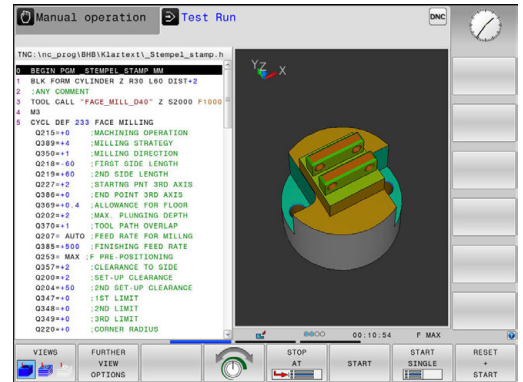 Manual operation
Test Run
DNC
TNC:\nc_prog\BHB\Klartext\_Stempel_stamp.h
0 BEGIN PGM _STEMPEL_STAMP MM
1 BLK FORM CYLINDER Z R30 L60 DIST+2
2 ;ANY COMMENT
3 TOOL CALL "FACE_MILL_D40" Z S2000 F1000
4 M3
5 CYCL DEF 233 FACE MILLING
Q215=+0 ;MACHINING OPERATION
Q389=+4 ;MILLING STRATEGY
Q350=+1 ;MILLING DIRECTION
Q218=-60 ;FIRST SIDE LENGTH
Q219=+60 ;2ND SIDE LENGTH
Q227=+2 ;STARTNG PNT 3RD AXIS
Q386=+0 ;END POINT 3RD AXIS
Q369=+0.4 ;ALLOWANCE FOR FLOOR
Q202=+2 ;MAX. PLUNGING DEPTH
Q370=+1 ;TOOL PATH OVERLAP
Q207= AUTO ;FEED RATE FOR MILLNG
Q385=+500 ;FINISHING FEED RATE
Q253= MAX ;F PRE-POSITIONING
Q357=+2 ;CLEARANCE TO SIDE
Q200=+2 ;SET-UP CLEARANCE
Q204=+50 ;2ND SET-UP CLEARANCE
Q347=+0 ;1ST LIMIT
Q348=+0 ;2ND LIMIT
Q349=+0 ;3RD LIMIT
Q220=+0 ;CORNER RADIUS
Y Z X
00:10:54 F MAX
VIEWS
FURTHER
VIEW
OPTIONS
STOP
AT
START
START
SINGLE
RESET
+
START